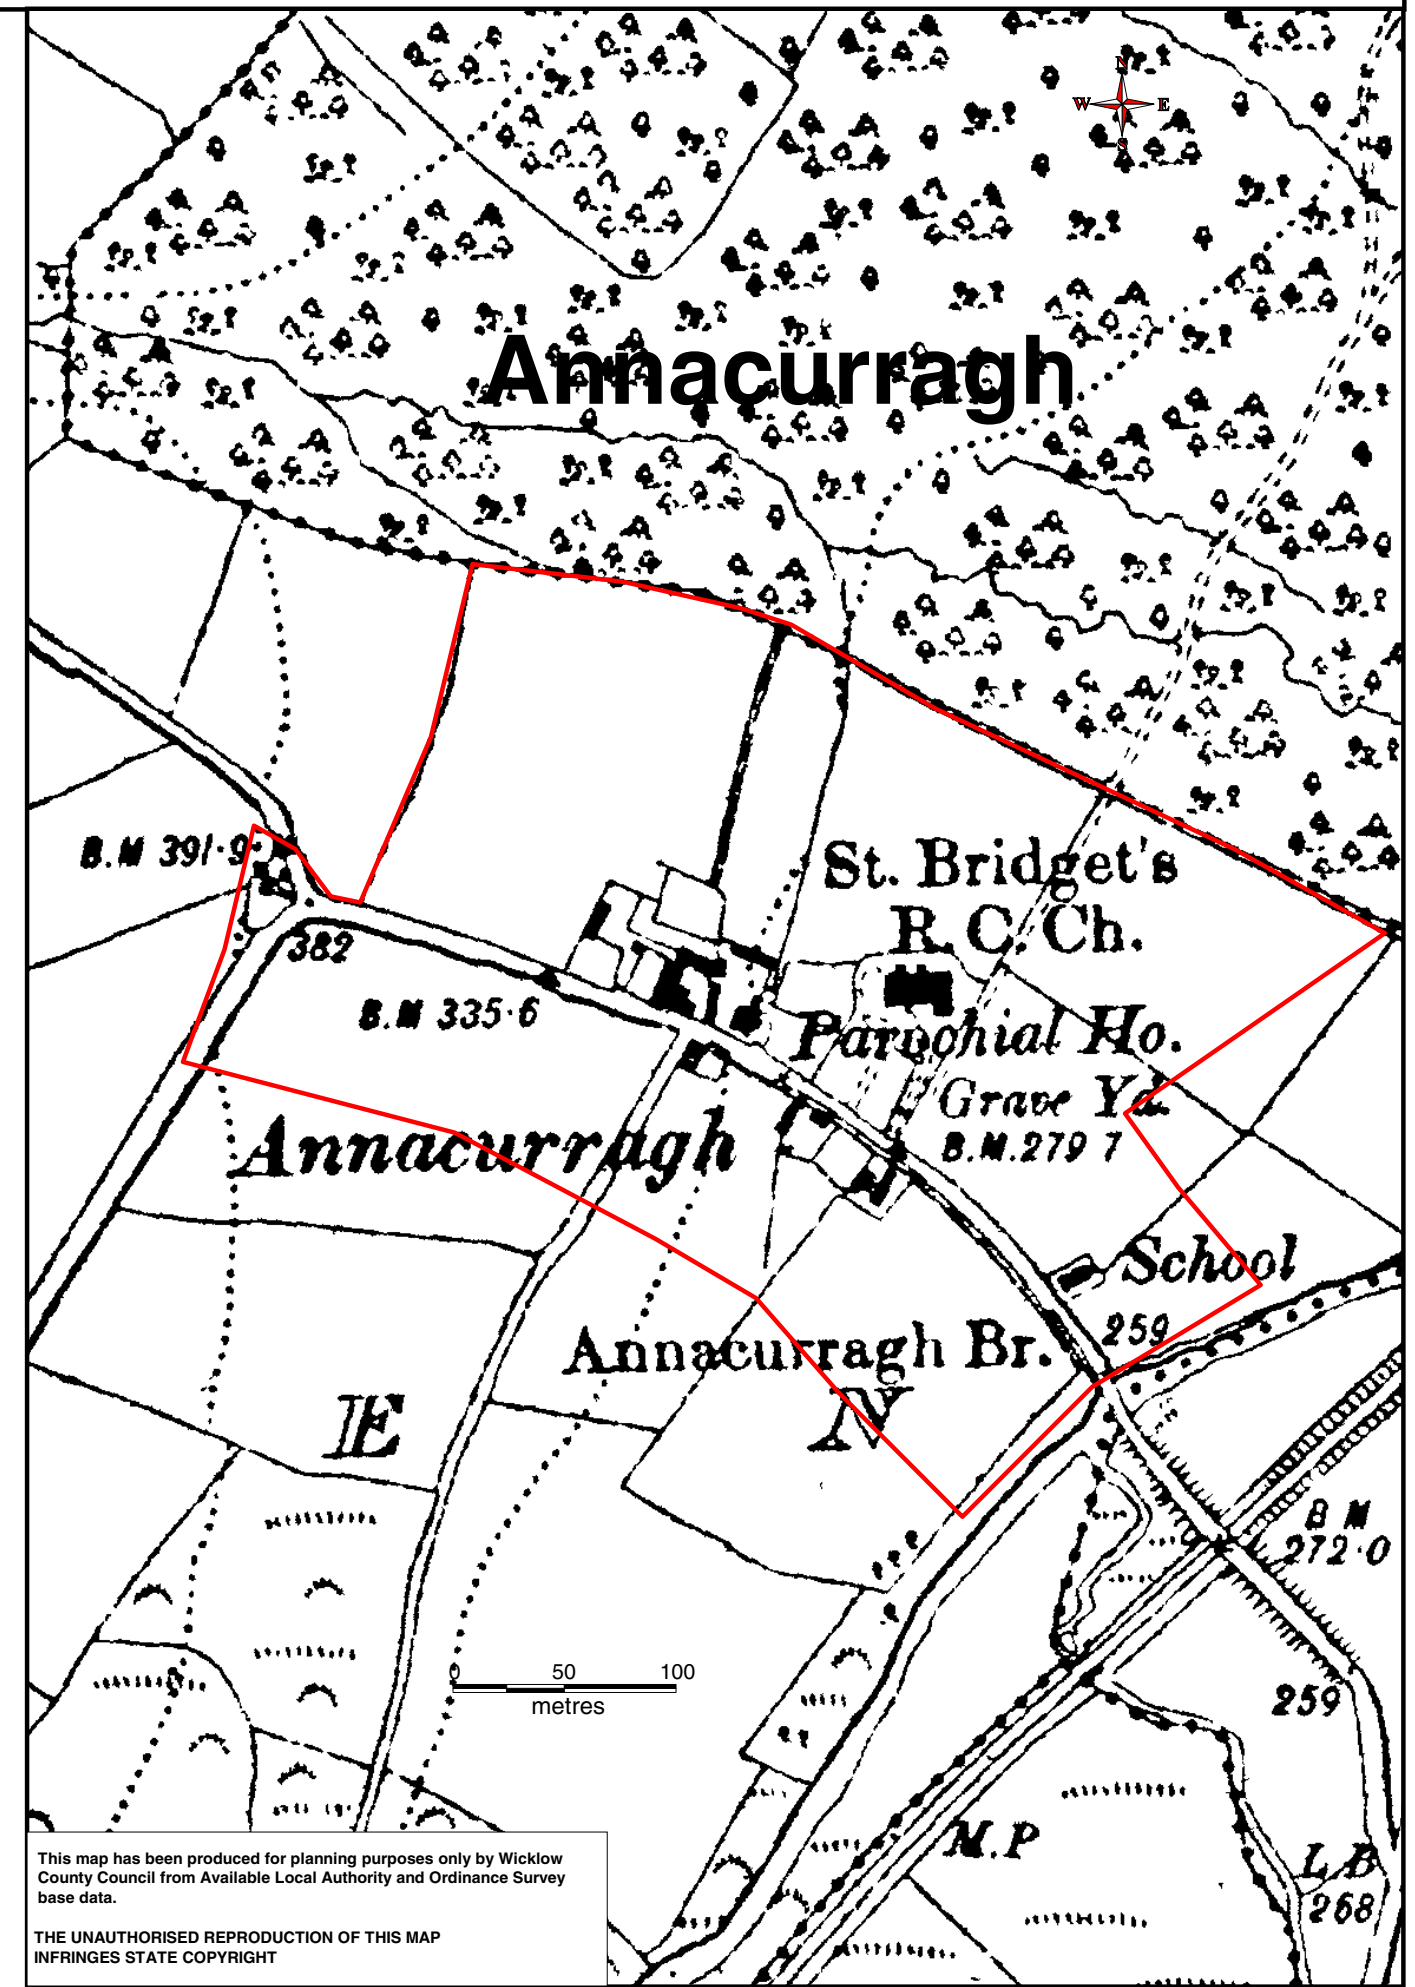 N
W E
S
Annacurragh
B.M 391·9
St. Bridget's
R.C.Ch.
382
B.M 335·6
Parochial Ho.
Grave Yd.
B.M.279 7
Annacurragh
School
259
Annacurragh Br.
E
N
B M
272·0
0 50 100
metres
259
M.P
L B
268
This map has been produced for planning purposes only by Wicklow
County Council from Available Local Authority and Ordinance Survey
base data.
THE UNAUTHORISED REPRODUCTION OF THIS MAP
INFRINGES STATE COPYRIGHT